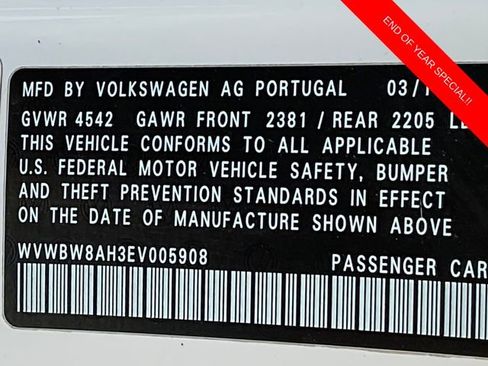 END OF YEAR SPECIAL!!
MFD BY VOLKSWAGEN AG PORTUGAL 03/1
GVWR 4542 GAWR FRONT 2381 / REAR 2205 LB
THIS VEHICLE CONFORMS TO ALL APPLICABLE
U.S. FEDERAL MOTOR VEHICLE SAFETY, BUMPER
AND THEFT PREVENTION STANDARDS IN EFFECT
ON THE DATE OF MANUFACTURE SHOWN ABOVE
WVWBW8AH3EV005908 PASSENGER CAR